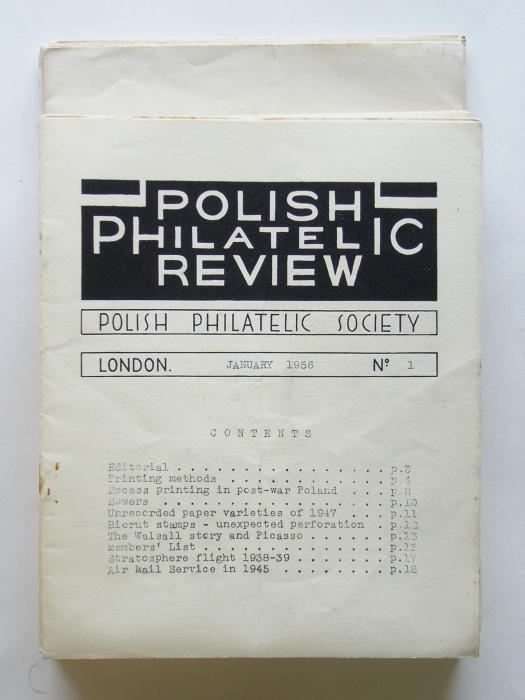 POLISH
PHILATELIC
REVIEW
POLISH PHILATELIC SOCIETY
LONDON. JANUARY 1956 Nº 1
CONTENTS
Editorial . . . . . . . . . . . . . . . . . . p.3
Printing methods . . . . . . . . . . . . . p.4
Recess printing in post-war Poland . . . p.8
Sowers . . . . . . . . . . . . . . . . . . . . p.10
Unrecorded paper varieties of 1947 . . . . p.11
Bierut stamps - unexpected perforation . . p.12
The Walsall story and Picasso . . . . . . . p.13
Members' List . . . . . . . . . . . . . . . . p.15
Stratosphere flight 1938-39 . . . . . . . . p.17
Air Mail Service in 1945 . . . . . . . . p.18